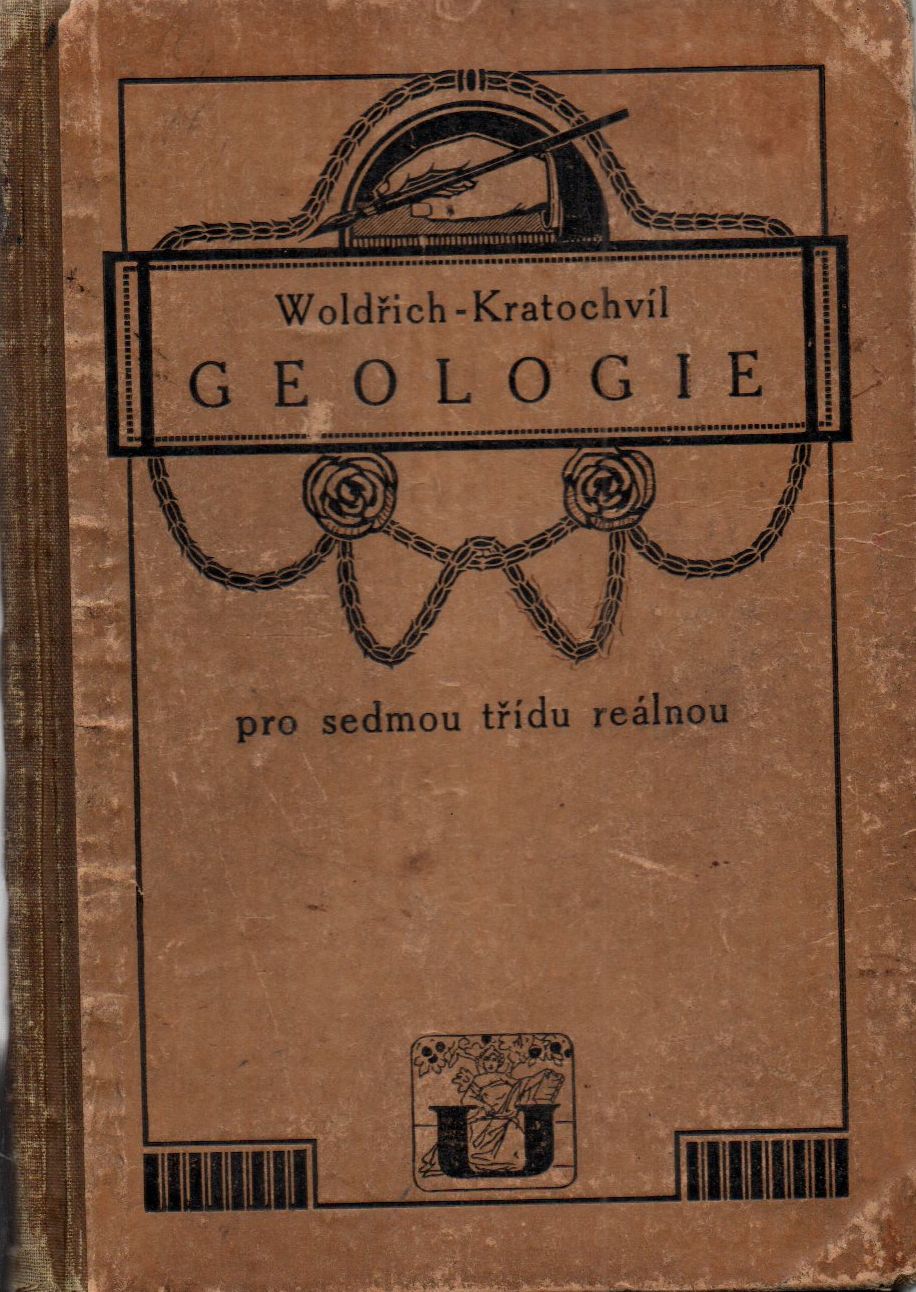 Woldřich-Kratochvíl
GEOLOGIE
pro sedmou třídu reálnou
U